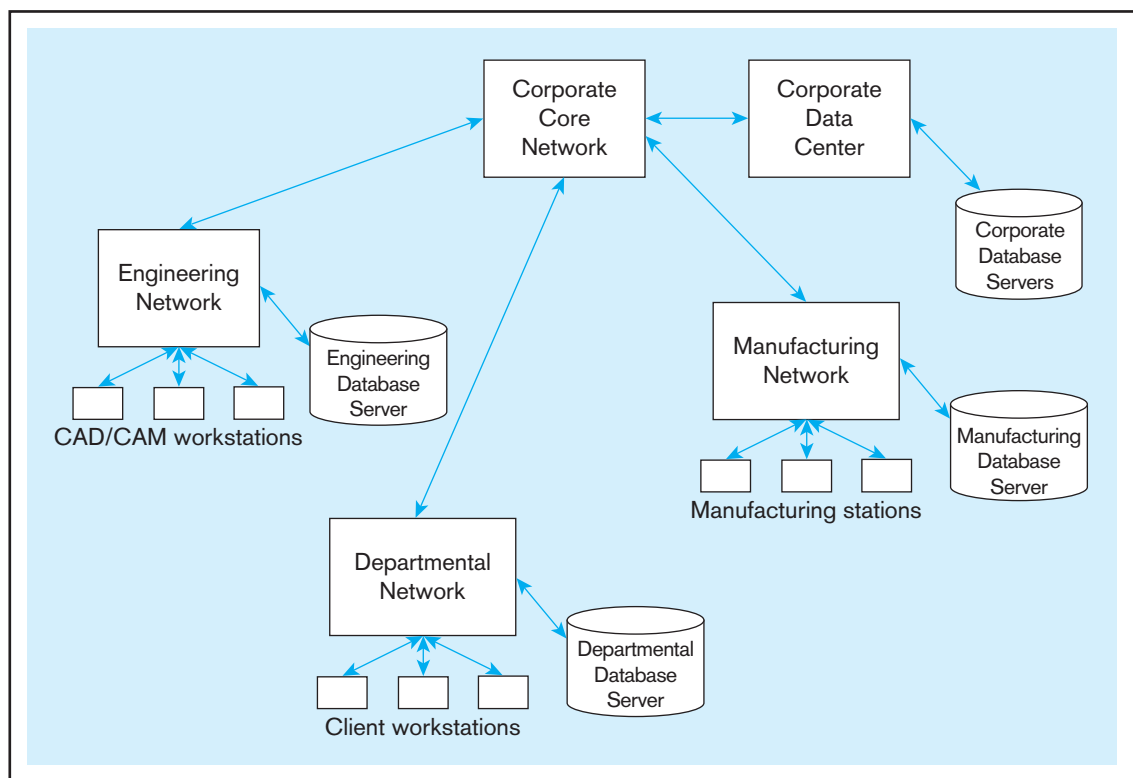 Corporate
Core
Network
Corporate
Data
Center
Corporate
Database
Servers
Engineering
Network
Engineering
Database
Server
CAD/CAM workstations
Manufacturing
Network
Manufacturing
Database
Server
Manufacturing stations
Departmental
Network
Departmental
Database
Server
Client workstations